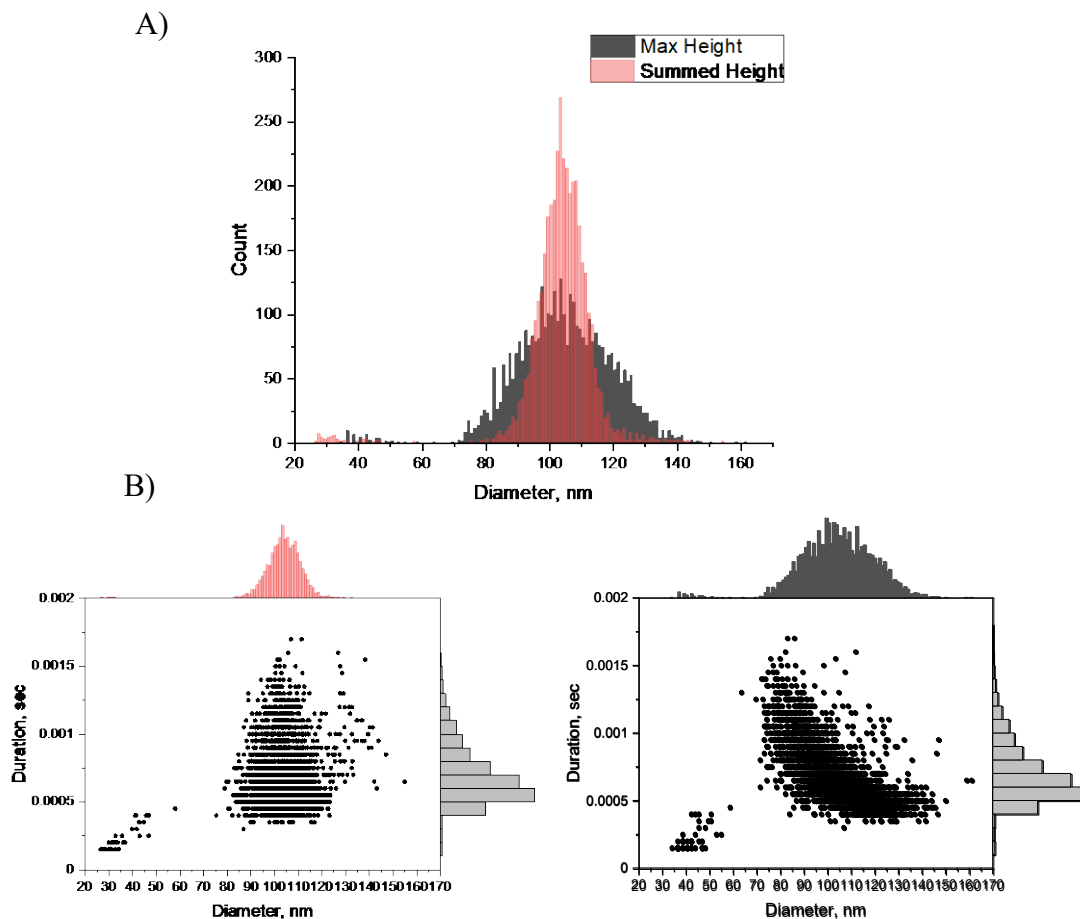 A)
Max Height
Summed Height
300
250
200
150
100
50
0
Count
20 40 60 80 100 120 140 160
Diameter, nm
B)
0.002
0.0015
0.001
0.0005
0
Duration, sec
20 30 40 50 60 70 80 90 100 110 120 130 140 150 160 170
Diameter, nm
0.002
0.0015
0.001
0.0005
0
Duration, sec
20 30 40 50 60 70 80 90 100 110 120 130 140 150 160 170
Diameter, nm